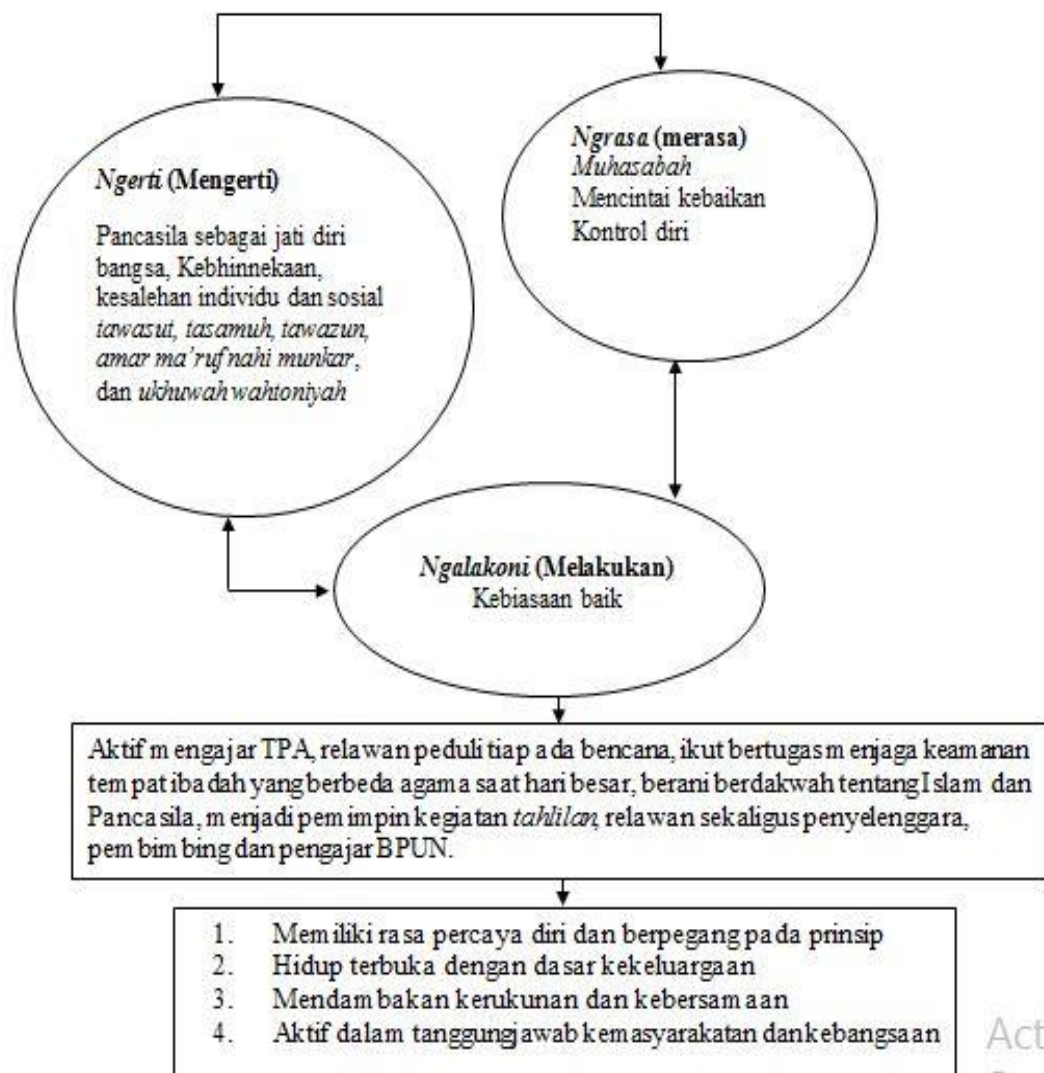 Ngerti (Mengerti)
Pancasila sebagai jati diri
bangsa, Kebhinnekaan,
kesalehan individu dan sosial
tawasut, tasamuh, tawazun,
amar ma’ruf nahi munkar,
dan ukhuwah wahtoniyah
Ngrasa (merasa)
Muhasabah
Mencintai kebaikan
Kontrol diri
Ngalakoni (Melakukan)
Kebiasaan baik
Aktif mengajar TPA, relawan peduli tiap ada bencana, ikut bertugas menjaga keamanan
tempat ibadah yang berbeda agama saat hari besar, berani berdakwah tentang Islam dan
Pancasila, menjadi pemimpin kegiatan tahlilan, relawan sekaligus penyelenggara,
pembimbing dan pengajar BPUN.
1. Memiliki rasa percaya diri dan berpegang pada prinsip
2. Hidup terbuka dengan dasar kekeluargaan
3. Mendambakan kerukunan dan kebersamaan
4. Aktif dalam tanggungjawab kemasyarakatan dankebangsaan
Act